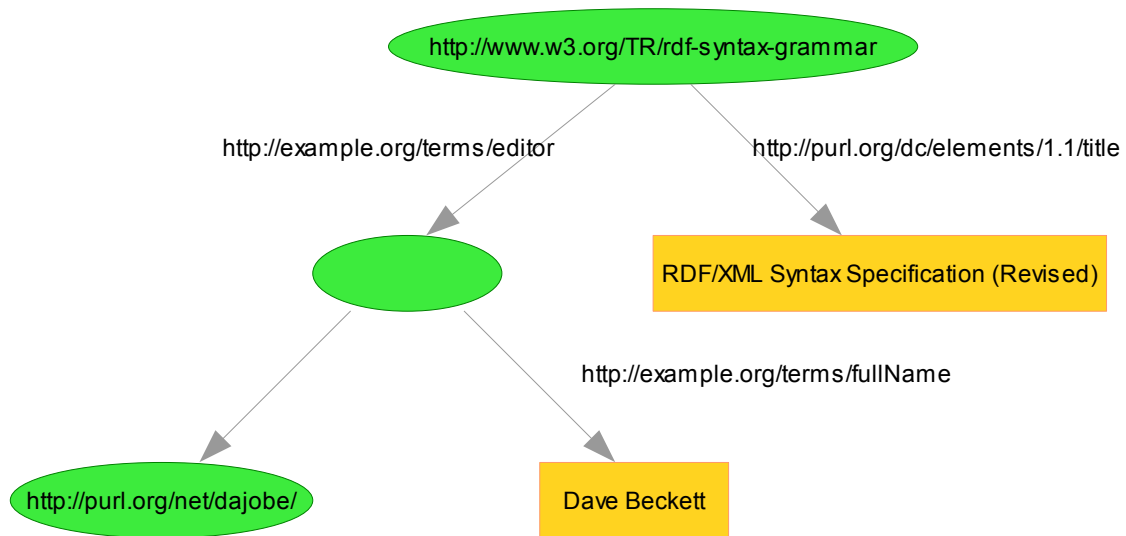 http://www.w3.org/TR/rdf-syntax-grammar
http://example.org/terms/editor
http://purl.org/dc/elements/1.1/title
RDF/XML Syntax Specification (Revised)
http://example.org/terms/fullName
http://purl.org/net/dajobe/
Dave Beckett